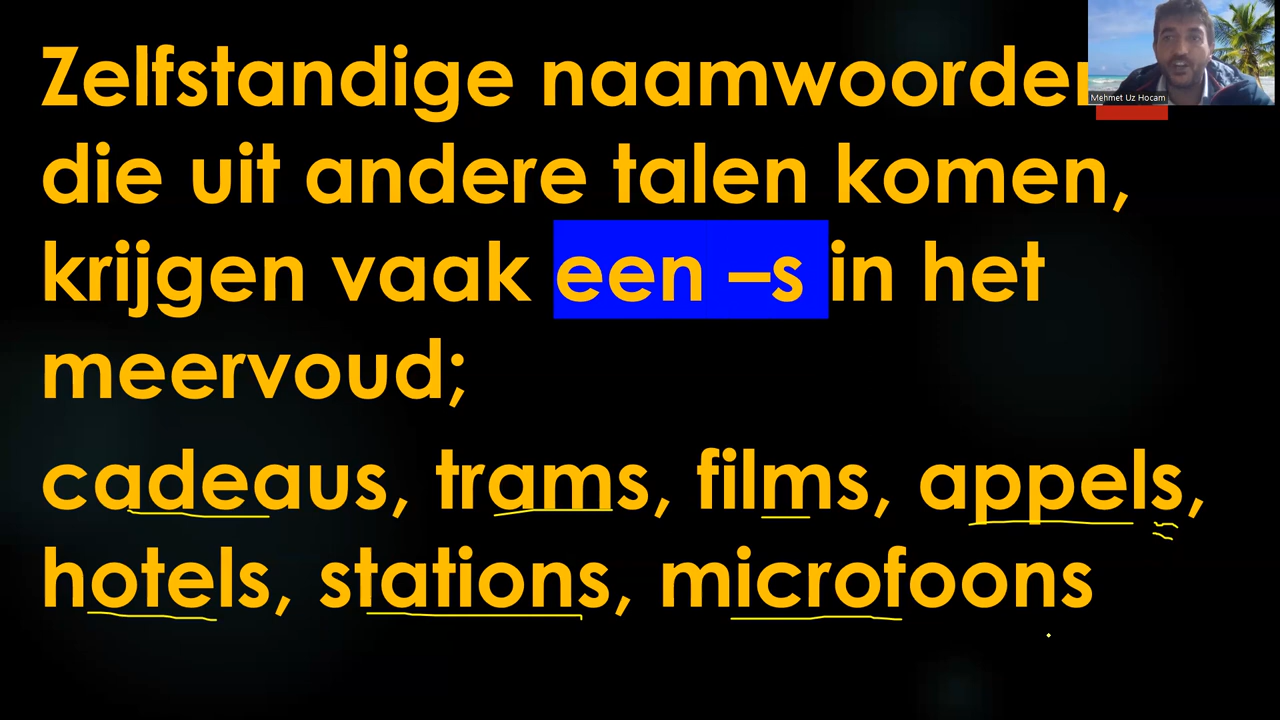 Zelfstandige naamwoorden
die uit andere talen komen,
krijgen vaak een –s in het
meervoud;
cadeaus, trams, films, appels,
hotels, stations, microfoons
Mehmet Uz Hocam